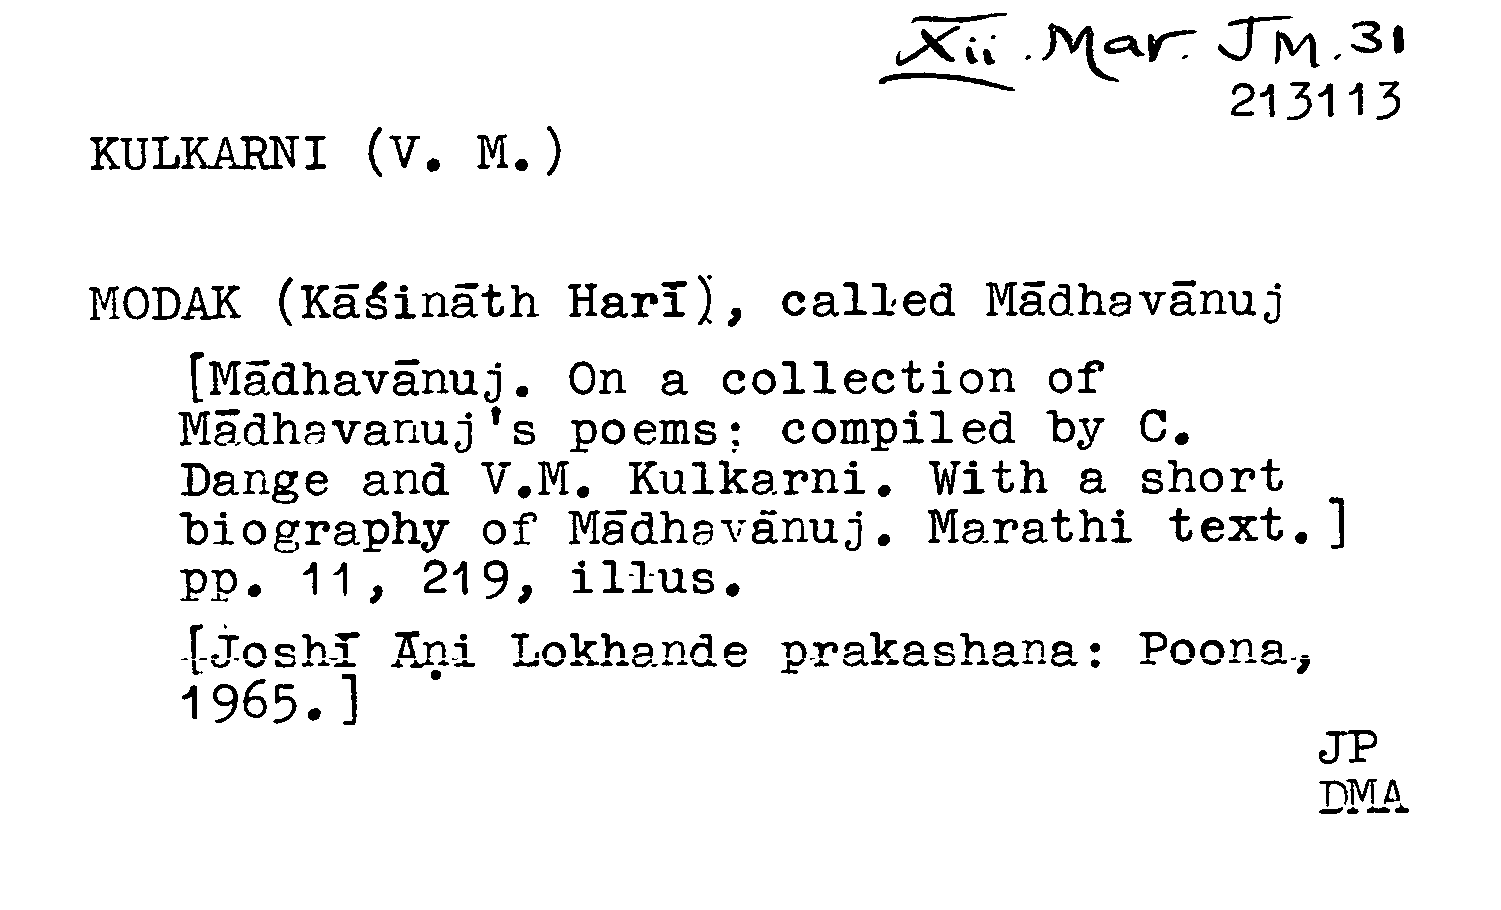 Xii. Mar. JM. 31
213113
KULKARNI (V. M.)
MODAK (Kāśināth Harī), called Mādhavānuj
[Mādhavānuj. On a collection of
Mādhavanuj's poems; compiled by C.
Dange and V.M. Kulkarni. With a short
biography of Mādhavānuj. Marathi text.]
pp. 11, 219, illus.
[Joshī Āṇi Lokhande prakashana: Poona,
1965.]
JP
DMA